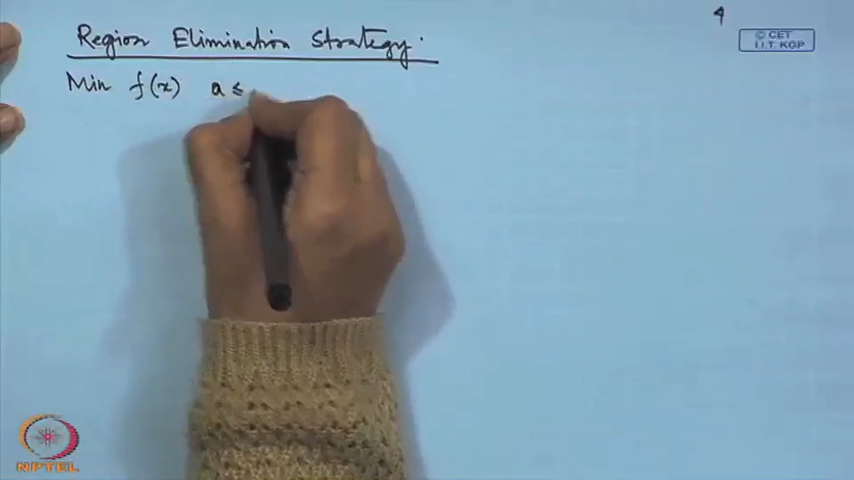 4
Region Elimination Strategy.
© CET
I.I.T. KGP
Min f(x) a ≤
NPTEL